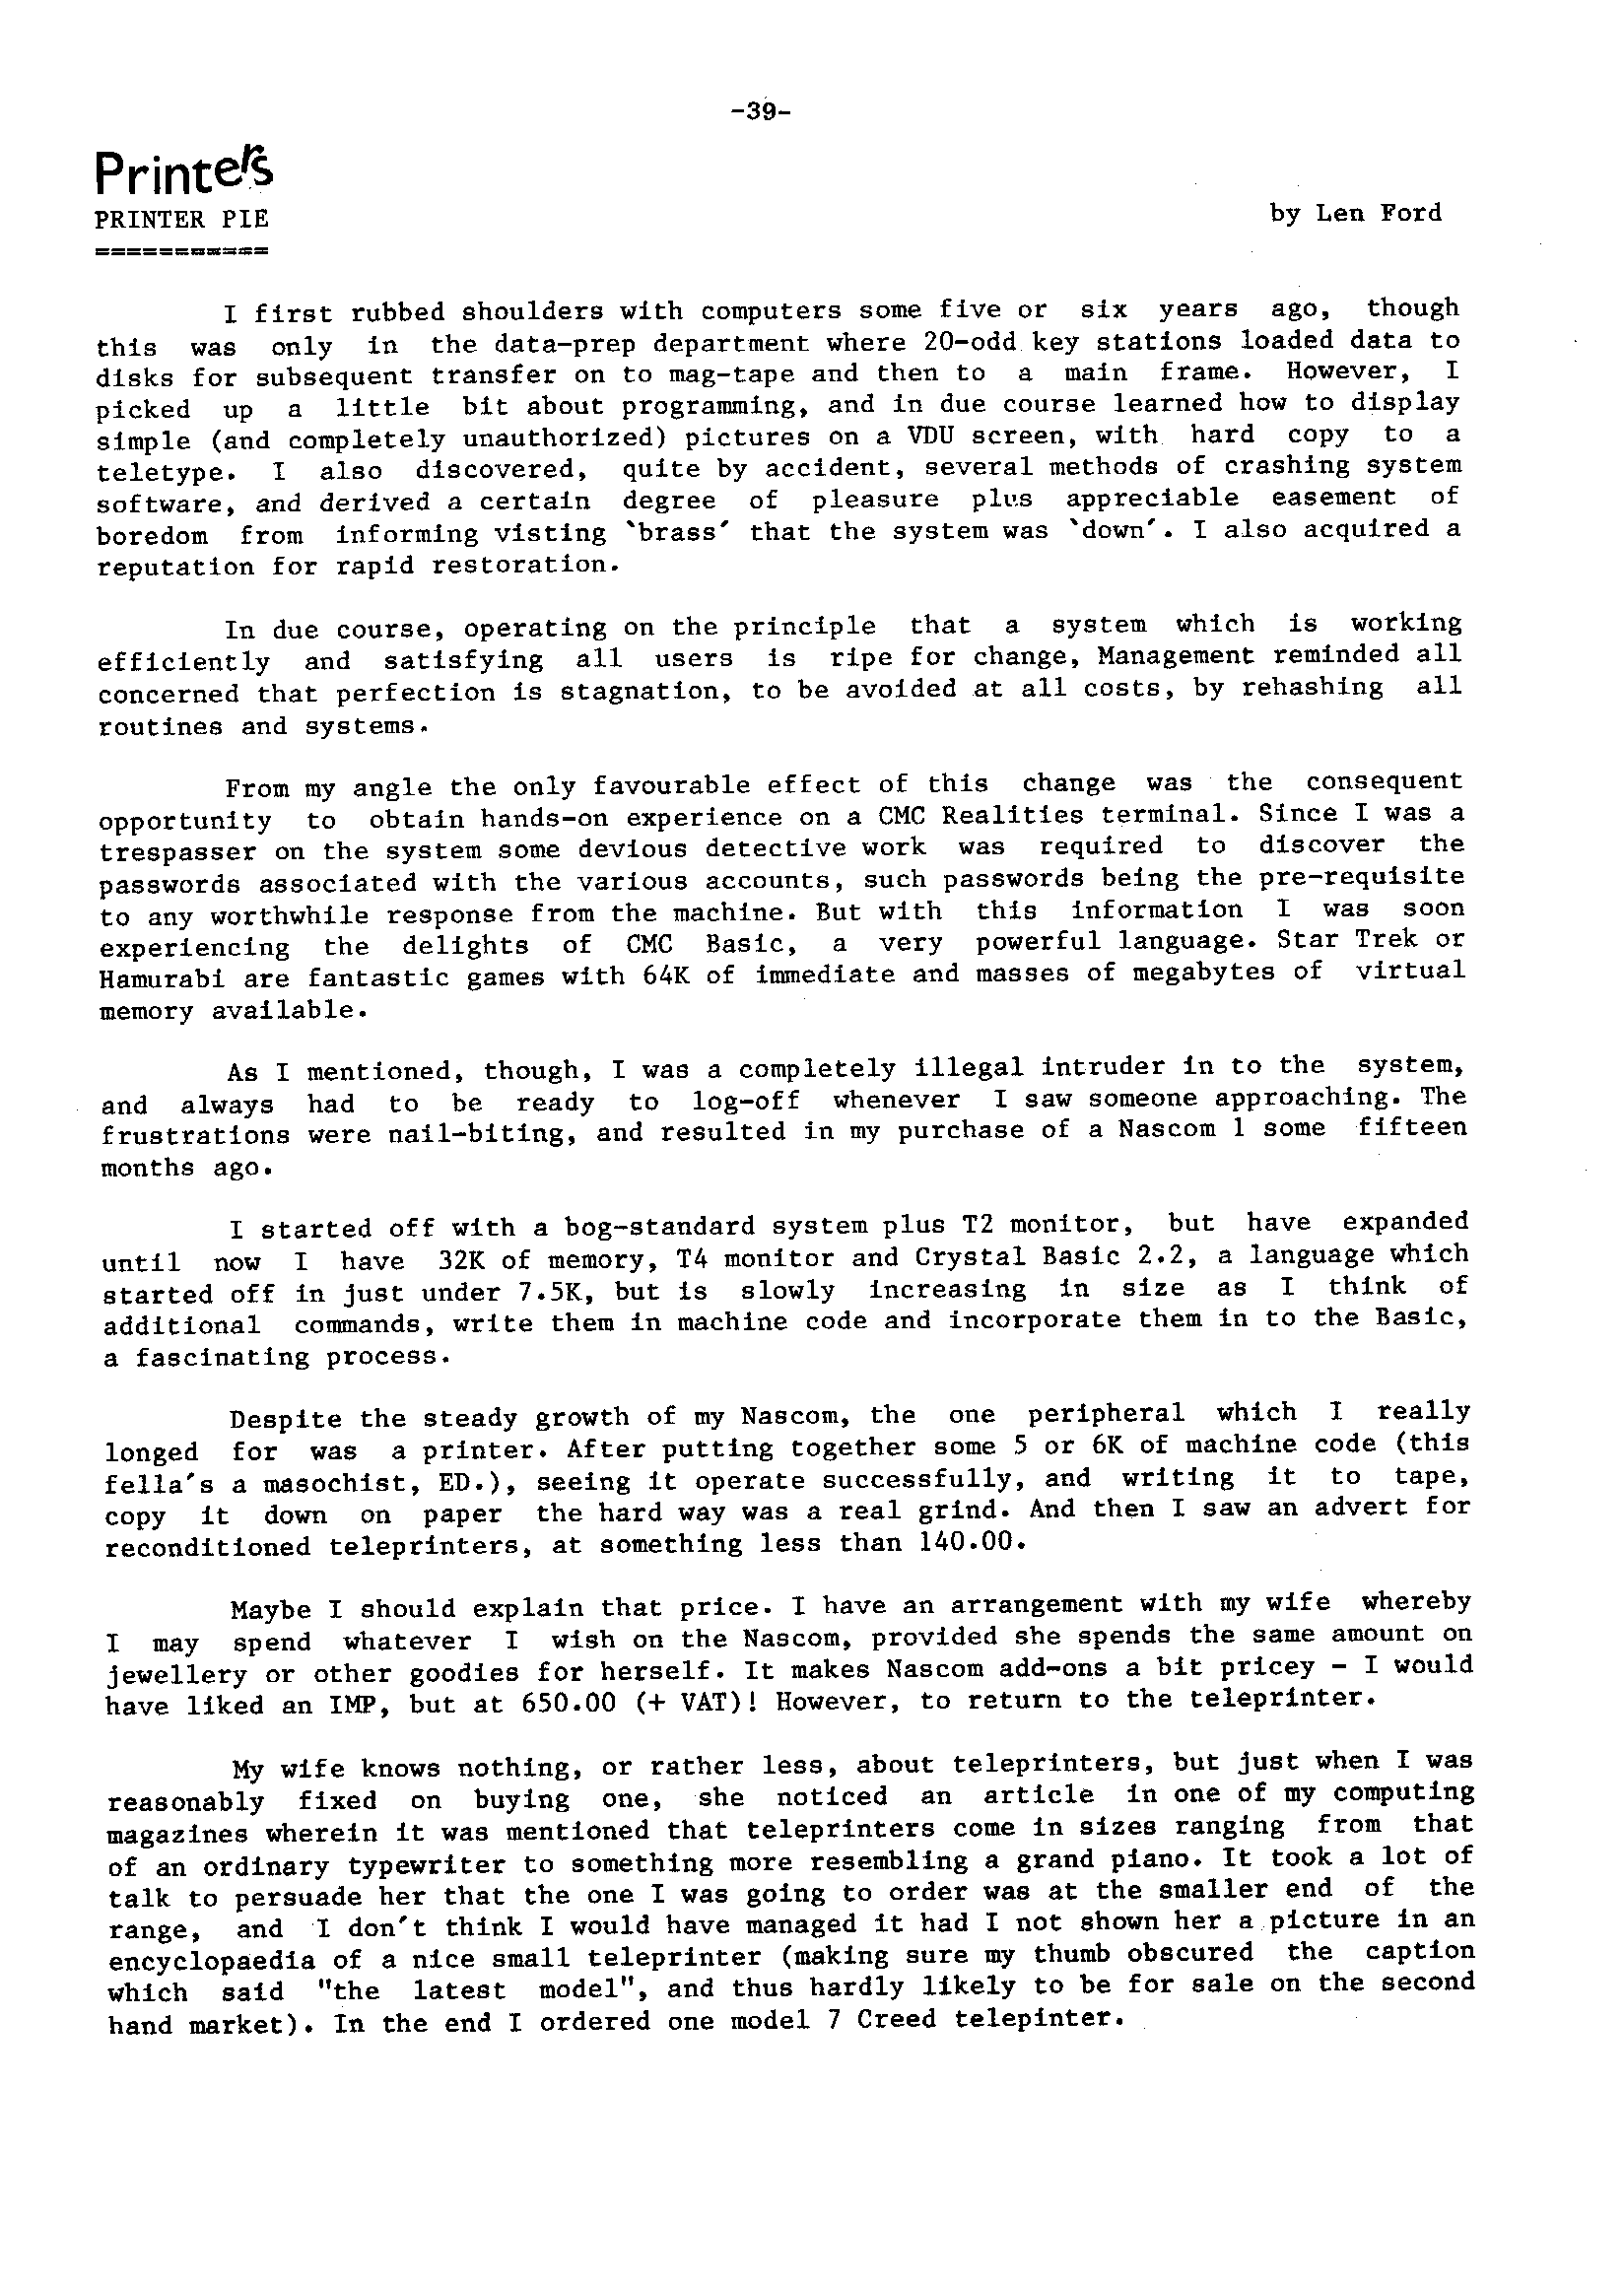 -39-
Printers
PRINTER PIE
by Len Ford
===========
I first rubbed shoulders with computers some five or six years ago, though
this was only in the data-prep department where 20-odd key stations loaded data to
disks for subsequent transfer on to mag-tape and then to a main frame. However, I
picked up a little bit about programming, and in due course learned how to display
simple (and completely unauthorized) pictures on a VDU screen, with hard copy to a
teletype. I also discovered, quite by accident, several methods of crashing system
software, and derived a certain degree of pleasure plus appreciable easement of
boredom from informing visting `brass' that the system was `down'. I also acquired a
reputation for rapid restoration.
In due course, operating on the principle that a system which is working
efficiently and satisfying all users is ripe for change, Management reminded all
concerned that perfection is stagnation, to be avoided at all costs, by rehashing all
routines and systems.
From my angle the only favourable effect of this change was the consequent
opportunity to obtain hands-on experience on a CMC Realities terminal. Since I was a
trespasser on the system some devious detective work was required to discover the
passwords associated with the various accounts, such passwords being the pre-requisite
to any worthwhile response from the machine. But with this information I was soon
experiencing the delights of CMC Basic, a very powerful language. Star Trek or
Hamurabi are fantastic games with 64K of immediate and masses of megabytes of virtual
memory available.
As I mentioned, though, I was a completely illegal intruder in to the system,
and always had to be ready to log-off whenever I saw someone approaching. The
frustrations were nail-biting, and resulted in my purchase of a Nascom 1 some fifteen
months ago.
I started off with a bog-standard system plus T2 monitor, but have expanded
until now I have 32K of memory, T4 monitor and Crystal Basic 2.2, a language which
started off in just under 7.5K, but is slowly increasing in size as I think of
additional commands, write them in machine code and incorporate them in to the Basic,
a fascinating process.
Despite the steady growth of my Nascom, the one peripheral which I really
longed for was a printer. After putting together some 5 or 6K of machine code (this
fella's a masochist, ED.), seeing it operate successfully, and writing it to tape,
copy it down on paper the hard way was a real grind. And then I saw an advert for
reconditioned teleprinters, at something less than 140.00.
Maybe I should explain that price. I have an arrangement with my wife whereby
I may spend whatever I wish on the Nascom, provided she spends the same amount on
jewellery or other goodies for herself. It makes Nascom add-ons a bit pricey - I would
have liked an IMP, but at 650.00 (+ VAT)! However, to return to the teleprinter.
My wife knows nothing, or rather less, about teleprinters, but just when I was
reasonably fixed on buying one, she noticed an article in one of my computing
magazines wherein it was mentioned that teleprinters come in sizes ranging from that
of an ordinary typewriter to something more resembling a grand piano. It took a lot of
talk to persuade her that the one I was going to order was at the smaller end of the
range, and I don't think I would have managed it had I not shown her a picture in an
encyclopaedia of a nice small teleprinter (making sure my thumb obscured the caption
which said "the latest model", and thus hardly likely to be for sale on the second
hand market). In the end I ordered one model 7 Creed telepinter.